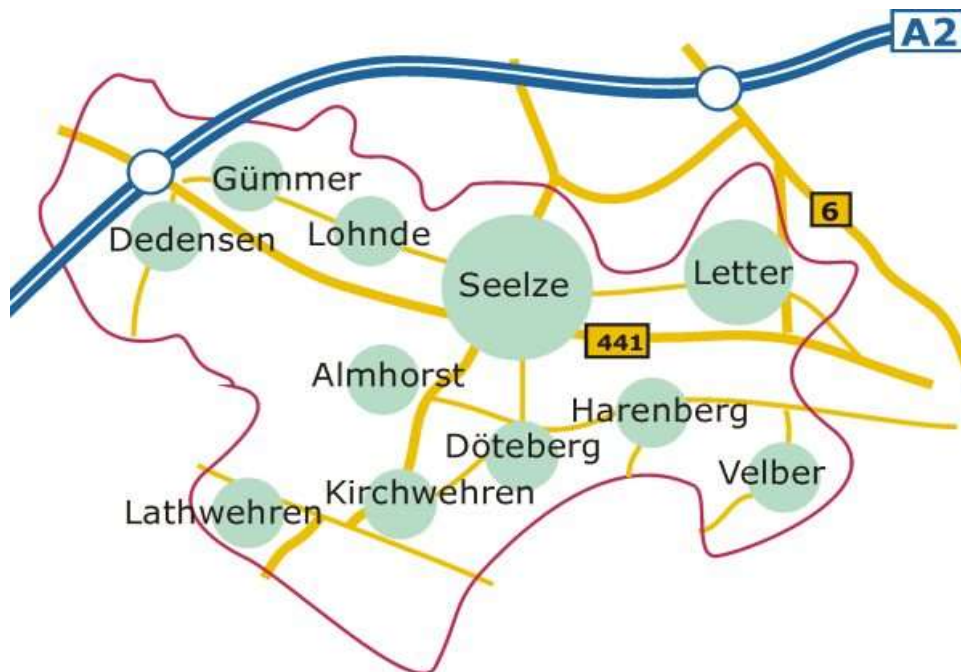 A2
Gümmer
6
Dedensen
Lohnde
Seelze
Letter
441
Almhorst
Harenberg
Döteberg
Velber
Kirchwehren
Lathwehren